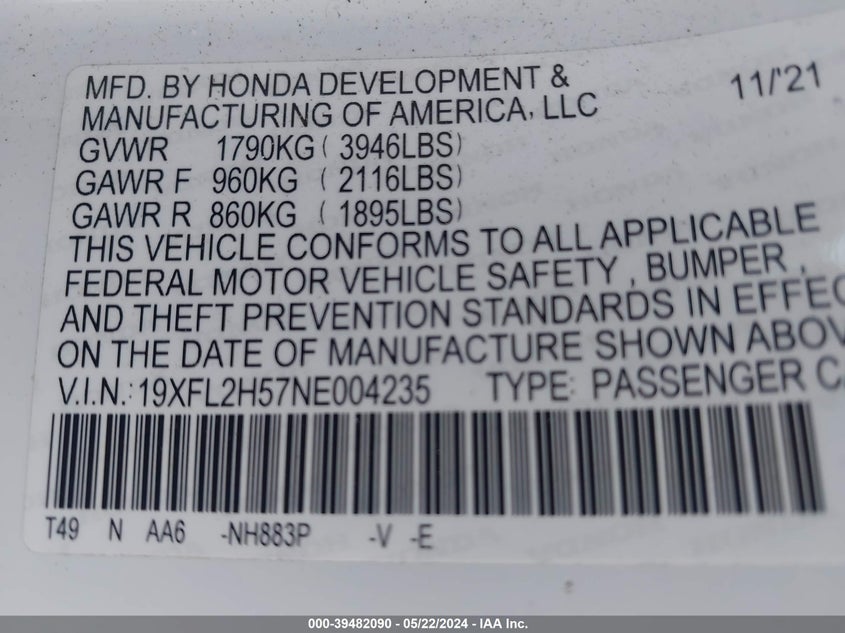 MFD. BY HONDA DEVELOPMENT & 11/'21
MANUFACTURING OF AMERICA, LLC
GVWR 1790KG ( 3946LBS)
GAWR F 960KG ( 2116LBS)
GAWR R 860KG ( 1895LBS)
THIS VEHICLE CONFORMS TO ALL APPLICABLE
FEDERAL MOTOR VEHICLE SAFETY , BUMPER ,
AND THEFT PREVENTION STANDARDS IN EFFEC
ON THE DATE OF MANUFACTURE SHOWN ABOV
V.I.N.: 19XFL2H57NE004235 TYPE: PASSENGER C
T49 N AA6 -NH883P -V -E
000-39482090 - 05/22/2024 - IAA Inc.